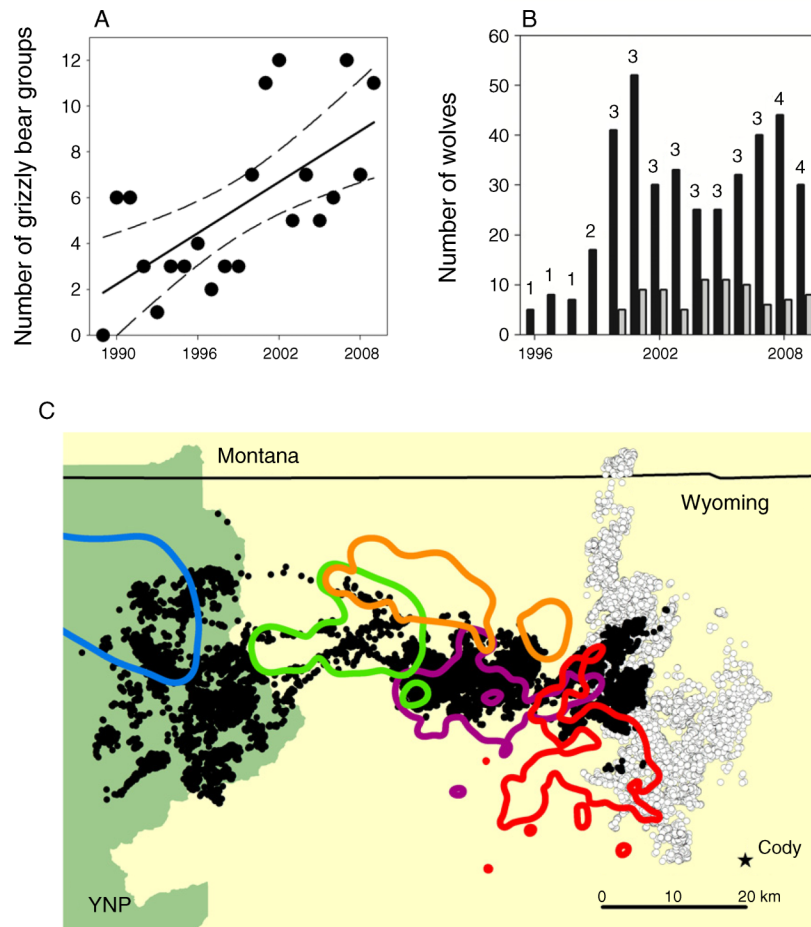 A
Number of grizzly bear groups
12
10
8
6
4
2
0
1990 1996 2002 2008
B
Number of wolves
60
50
40
30
20
10
0
1 1 1 2 3 3 3 3 3 3 3 3 4 4
1996 2002 2008
C
Montana
Wyoming
Cody
0 10 20 km
YNP